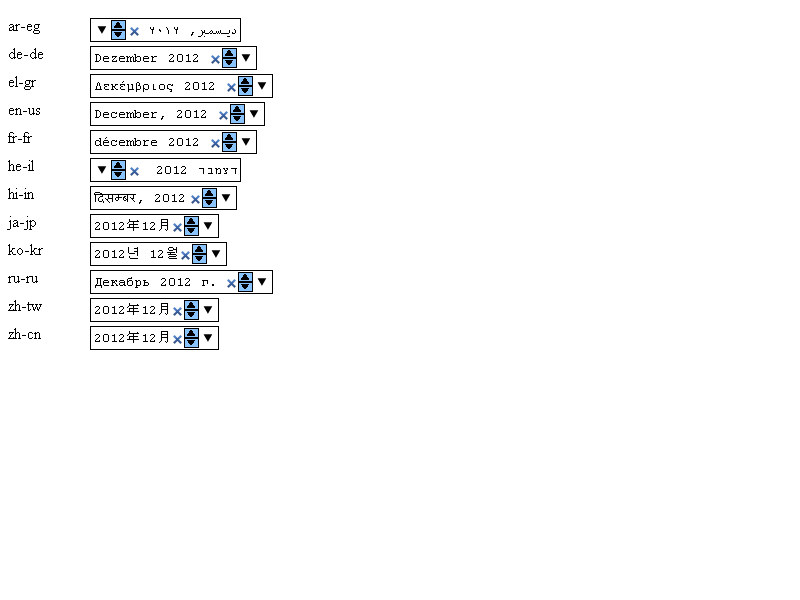 ar-eg ديسمبر, ٢٠١٢
de-de Dezember 2012
el-gr Δεκέμβριος 2012
en-us December, 2012
fr-fr décembre 2012
he-il דצמבר 2012
hi-in दिसम्बर, 2012
ja-jp 2012年12月
ko-kr 2012년 12월
ru-ru Декабрь 2012 г.
zh-tw 2012年12月
zh-cn 2012年12月